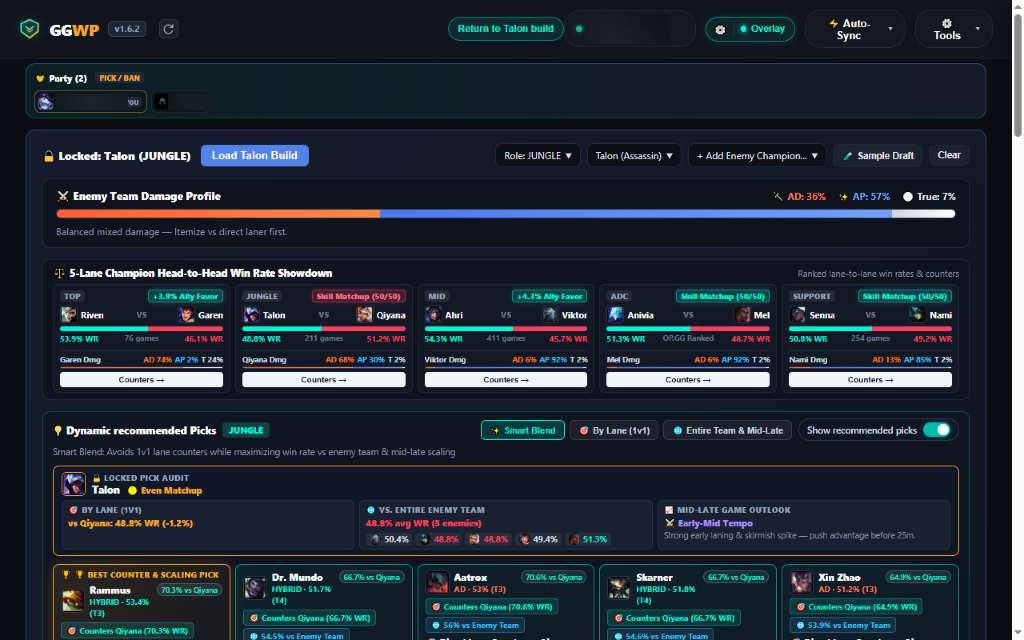 GGWP v1.6.2 Return to Talon build Overlay Auto-Sync Tools
Party (2) PICK / BAN
YOU
Locked: Talon (JUNGLE) Load Talon Build Role: JUNGLE ▼ Talon (Assassin) ▼ + Add Enemy Champion... ▼ Sample Draft Clear
Enemy Team Damage Profile AD: 36% AP: 57% True: 7%
Balanced mixed damage — Itemize vs direct laner first.
5-Lane Champion Head-to-Head Win Rate Showdown Ranked lane-to-lane win rates & counters
TOP +3.9% Ally Favor
Riven VS Garen
53.9% WR 76 games 46.1% WR
Garen Dmg AD 74% AP 2% T 24%
Counters →
JUNGLE Skill Matchup (50/50)
Talon VS Qiyana
48.8% WR 211 games 51.2% WR
Qiyana Dmg AD 68% AP 30% T 2%
Counters →
MID +4.3% Ally Favor
Ahri VS Viktor
54.3% WR 411 games 45.7% WR
Viktor Dmg AD 6% AP 92% T 2%
Counters →
ADC Skill Matchup (50/50)
Anivia VS Mel
51.3% WR OP.GG Ranked 48.7% WR
Mel Dmg AD 6% AP 92% T 2%
Counters →
SUPPORT Skill Matchup (50/50)
Senna VS Nami
50.8% WR 254 games 49.2% WR
Nami Dmg AD 13% AP 85% T 2%
Counters →
Dynamic recommended Picks JUNGLE Smart Blend By Lane (1v1) Entire Team & Mid-Late Show recommended picks
Smart Blend: Avoids 1v1 lane counters while maximizing win rate vs enemy team & mid-late scaling
LOCKED PICK AUDIT
Talon Even Matchup
BY LANE (1V1)
vs Qiyana: 48.8% WR (-1.2%)
VS. ENTIRE ENEMY TEAM
48.8% avg WR (5 enemies)
50.4% 48.8% 48.8% 49.4% 51.3%
MID-LATE GAME OUTLOOK
Early-Mid Tempo
Strong early laning & skirmish spike — push advantage before 25m.
BEST COUNTER & SCALING PICK
Rammus 70.3% vs Qiyana
HYBRID · 53.4%
(T3)
Counters Qiyana (70.3% WR)
Dr. Mundo 66.7% vs Qiyana
HYBRID · 51.7%
(T4)
Counters Qiyana (66.7% WR)
54.5% vs Enemy Team
Aatrox 70.6% vs Qiyana
AD · 53% (T3)
Counters Qiyana (70.6% WR)
56% vs Enemy Team
Skarner 66.7% vs Qiyana
HYBRID · 51.8%
(T4)
Counters Qiyana (66.7% WR)
54.6% vs Enemy Team
Xin Zhao 64.9% vs Qiyana
AD · 51.2% (T3)
Counters Qiyana (64.9% WR)
53.9% vs Enemy Team